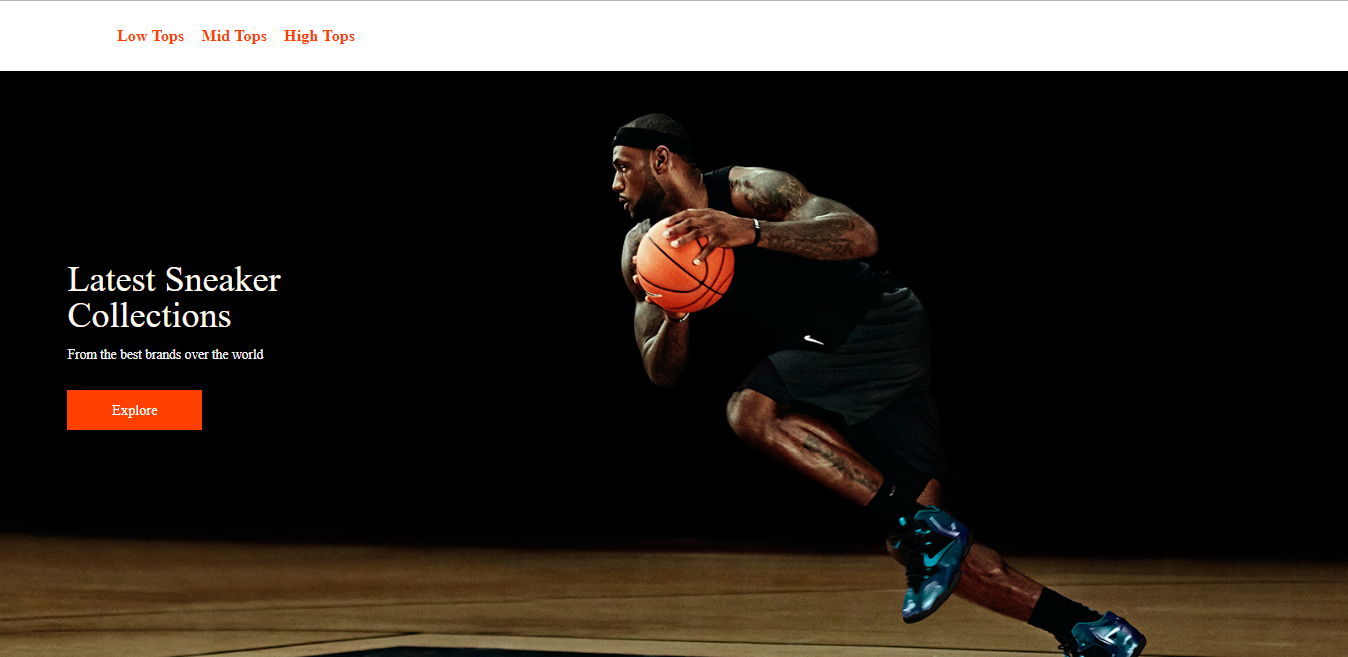 Low Tops Mid Tops High Tops
Latest Sneaker
Collections
From the best brands over the world
Explore